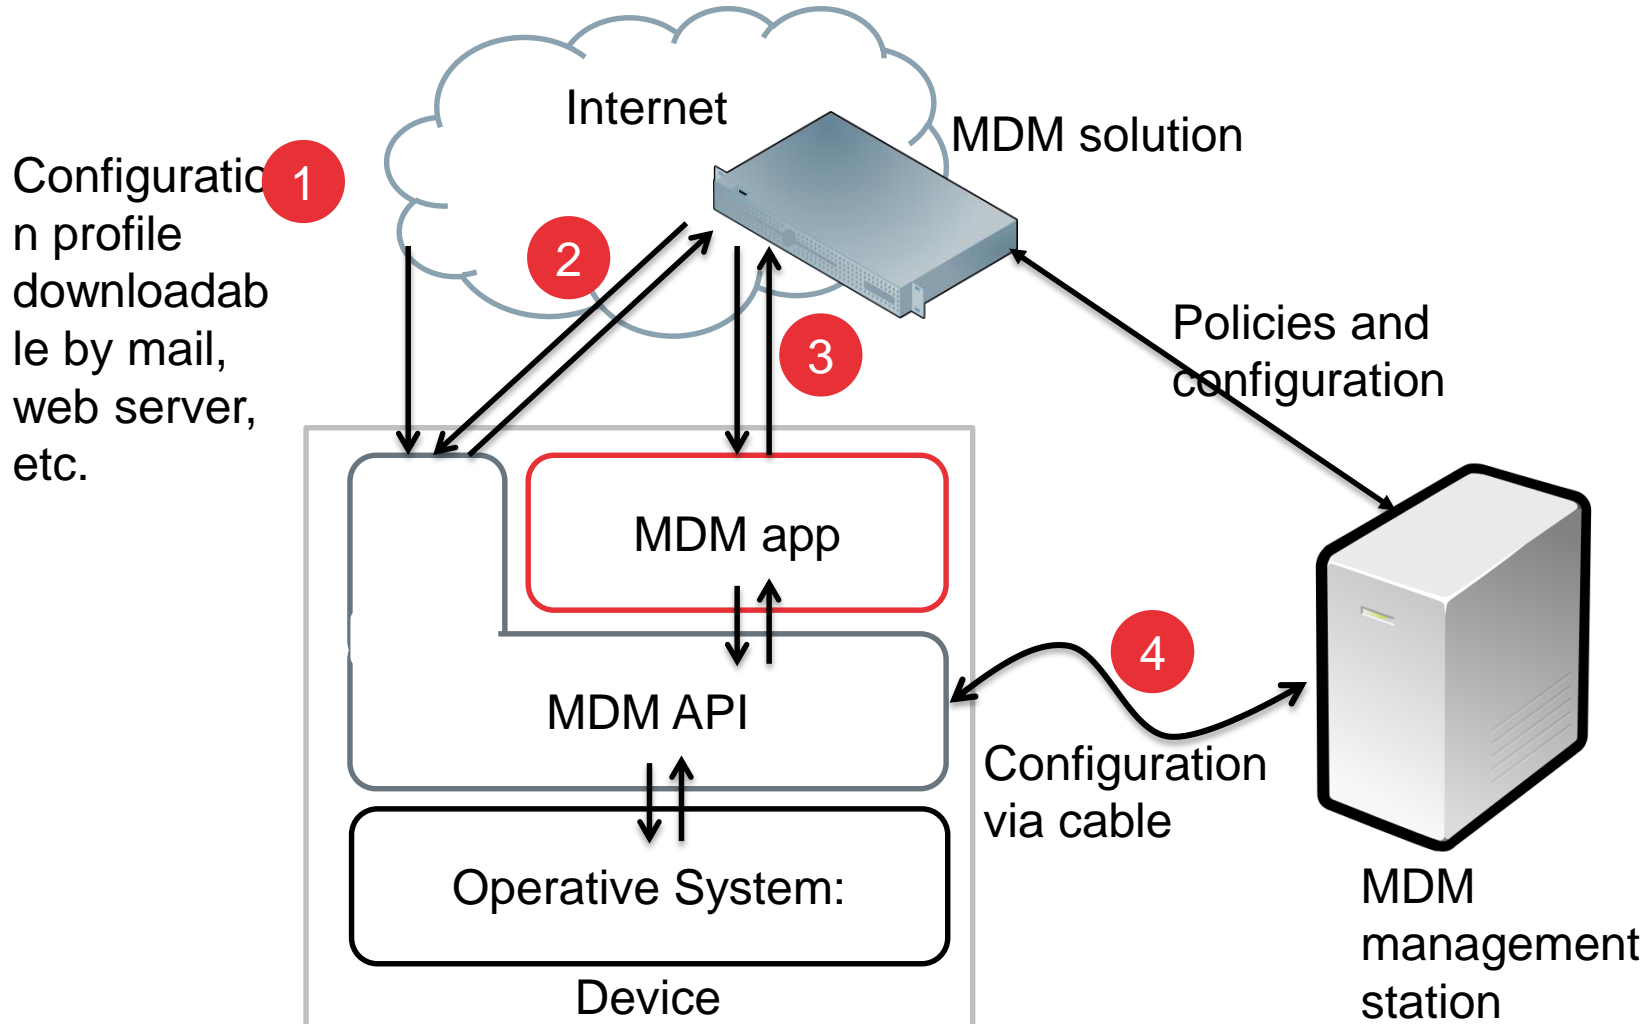 Internet
MDM solution
Configuratio
n profile
downloadab
le by mail,
web server,
etc.
1
2
3
Policies and
configuration
MDM app
4
MDM API
Configuration
via cable
Operative System:
Device
MDM
management
station